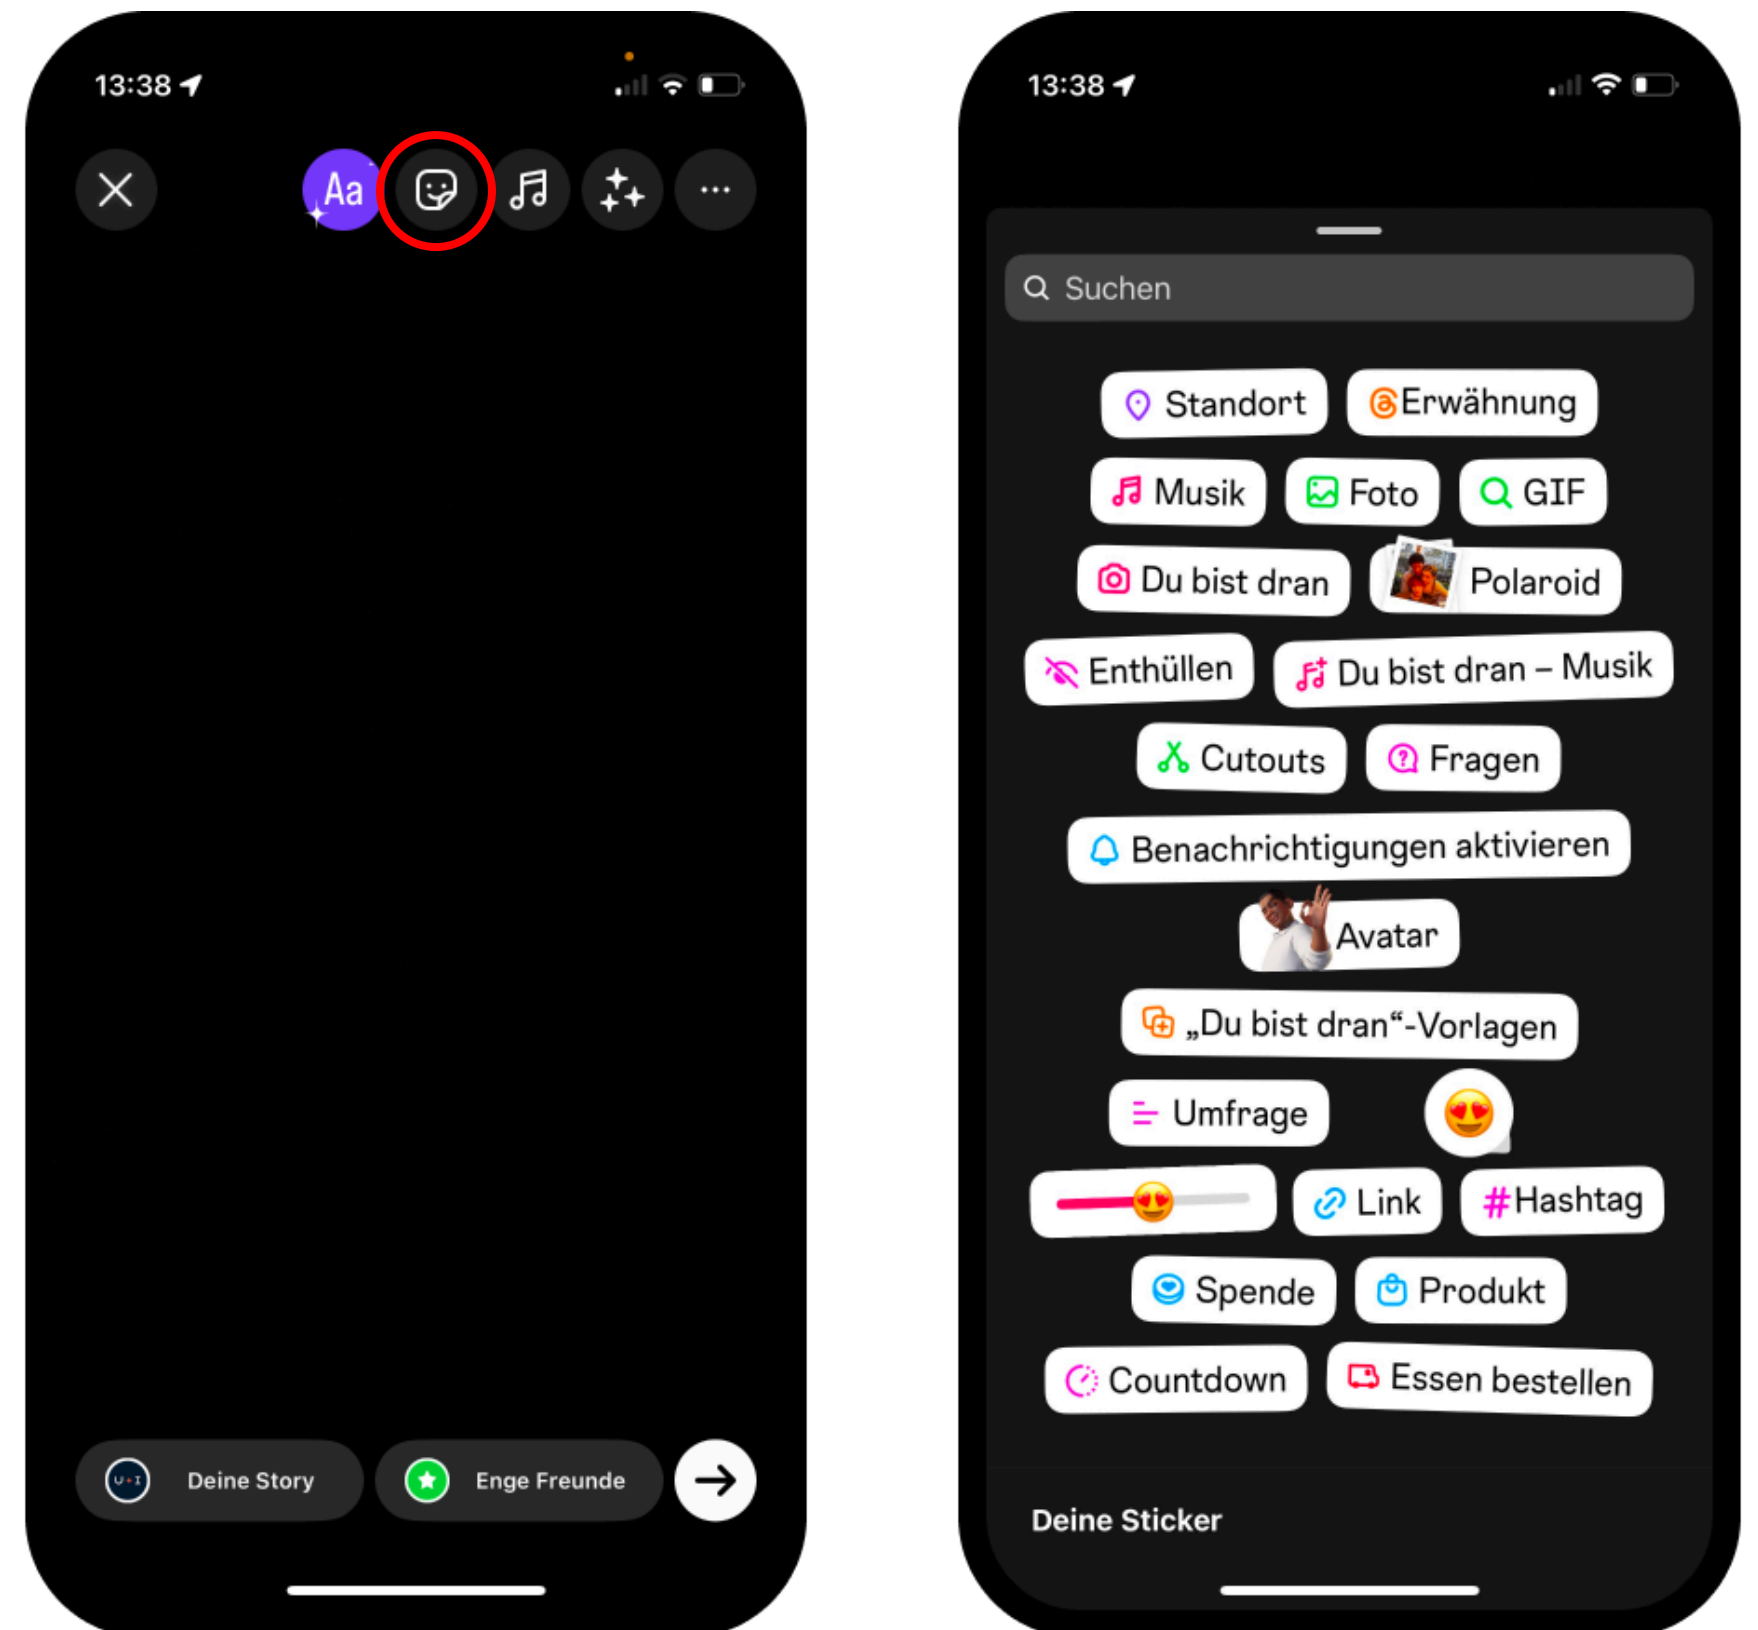 13:38
Aa
Deine Story
Enge Freunde
13:38
Suchen
Standort
Erwähnung
Musik
Foto
GIF
Du bist dran
Polaroid
Enthüllen
Du bist dran – Musik
Cutouts
Fragen
Benachrichtigungen aktivieren
Avatar
„Du bist dran“-Vorlagen
Umfrage
Link
#Hashtag
Spende
Produkt
Countdown
Essen bestellen
Deine Sticker